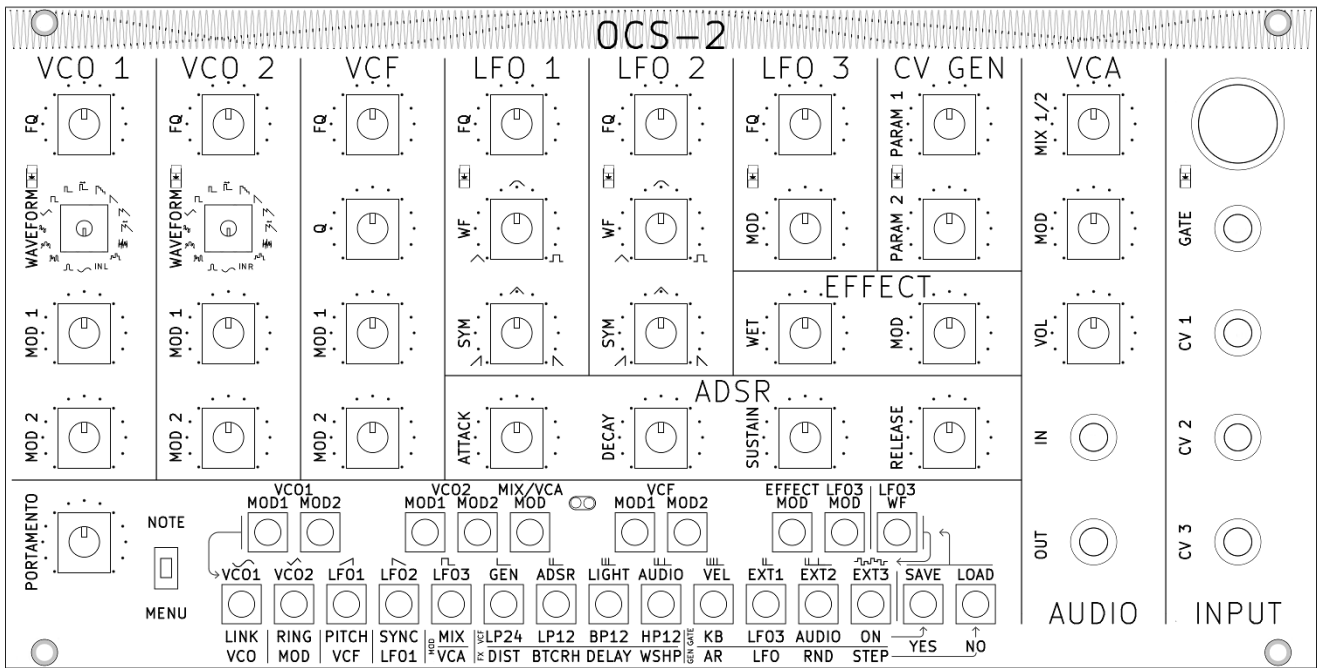 OCS-2
VCO 1 VCO 2 VCF LFO 1 LFO 2 LFO 3 CV GEN VCA
FQ FQ FQ FQ FQ FQ PARAM 1 MIX 1/2
WAVEFORM WAVEFORM Q WF WF MOD PARAM 2 MOD GATE
INL INR
EFFECT
MOD 1 MOD 1 MOD 1 SYM SYM WET MOD VOL CV 1
ADSR
MOD 2 MOD 2 MOD 2 ATTACK DECAY SUSTAIN RELEASE IN CV 2
VCO1 VCO2 MIX/VCA VCF EFFECT LFO3 LFO3
MOD1 MOD2 MOD1 MOD2 MOD MOD1 MOD2 MOD MOD WF
PORTAMENTO NOTE OUT CV 3
VCO1 VCO2 LFO1 LFO2 LFO3 GEN ADSR LIGHT AUDIO VEL EXT1 EXT2 EXT3 SAVE LOAD
MENU AUDIO INPUT
LINK RING PITCH SYNC MOD MIX VCF LP24 LP12 BP12 HP12 GATE KB LFO3 AUDIO ON YES NO
VCO MOD VCF LFO1 VCA FX DIST BTCRH DELAY WSHP GEN AR LFO RND STEP